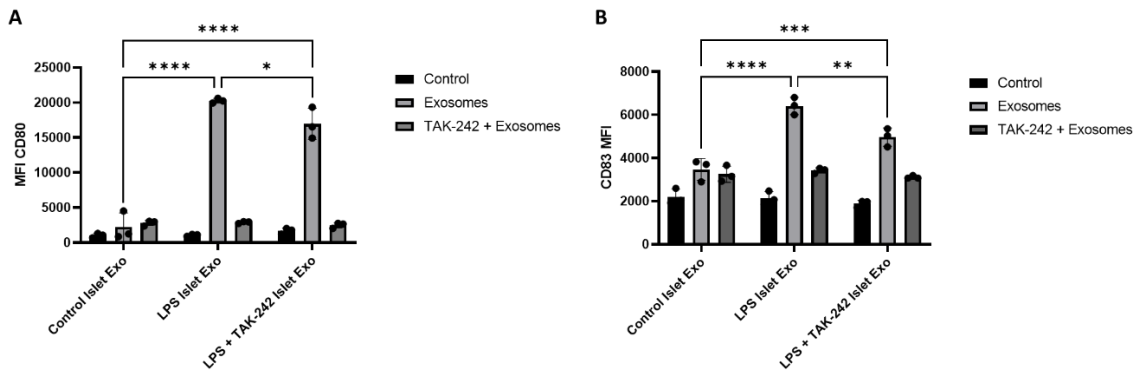 A
****
****
*
25000
20000
15000
10000
5000
0
MFI CD80
Control Islet Exo
LPS Islet Exo
LPS + TAK-242 Islet Exo
Control
Exosomes
TAK-242 + Exosomes
B
***
****
**
8000
6000
4000
2000
0
CD83 MFI
Control Islet Exo
LPS Islet Exo
LPS + TAK-242 Islet Exo
Control
Exosomes
TAK-242 + Exosomes